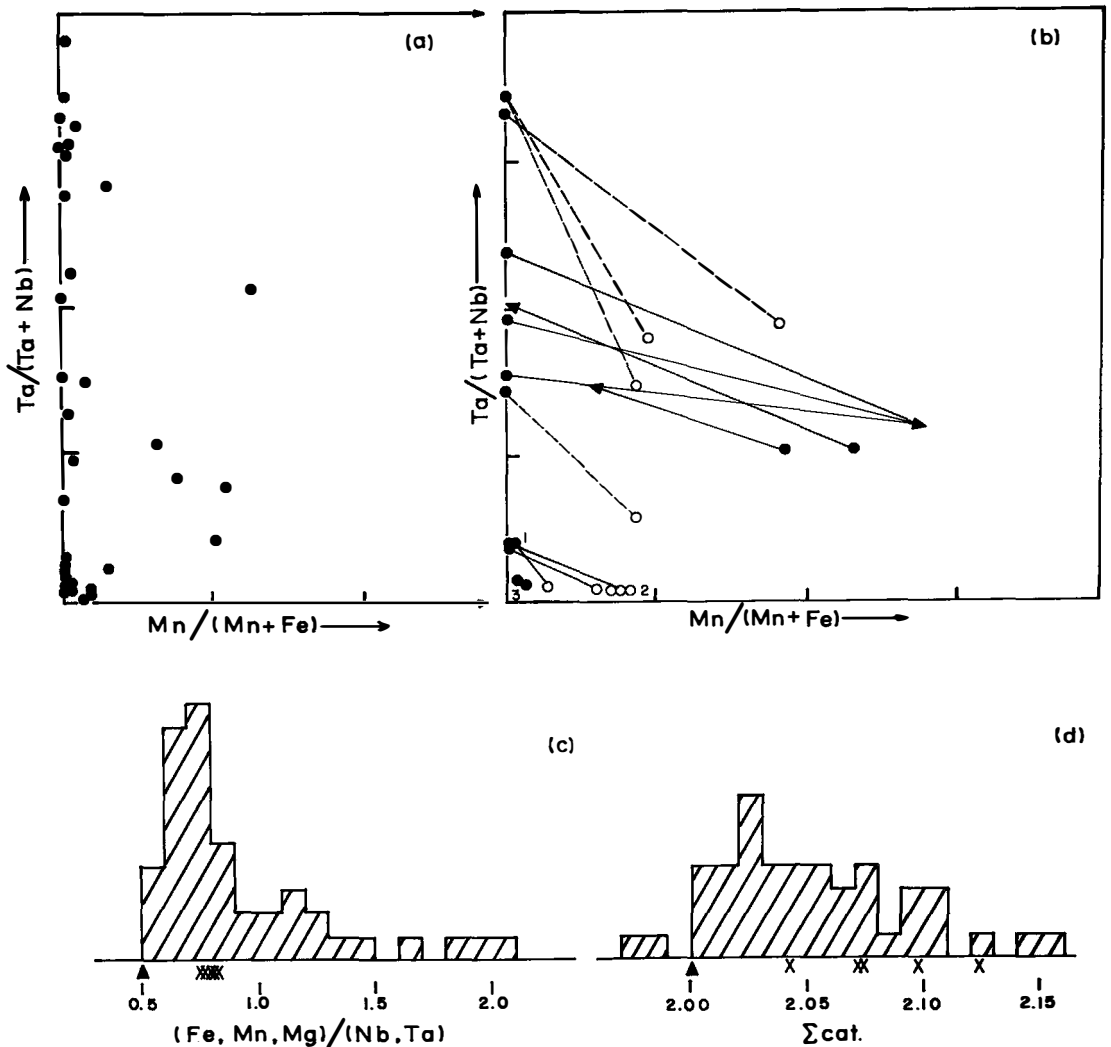 (a)
Ta/(Ta + Nb)
Mn/(Mn+Fe)
(b)
Ta/(Ta+Nb)
1
2
3
Mn/(Mn+Fe)
(c)
0.5
1.0
1.5
2.0
(Fe, Mn, Mg)/(Nb, Ta)
(d)
X
X X
X
X
2.00
2.05
2.10
2.15
Σcat.